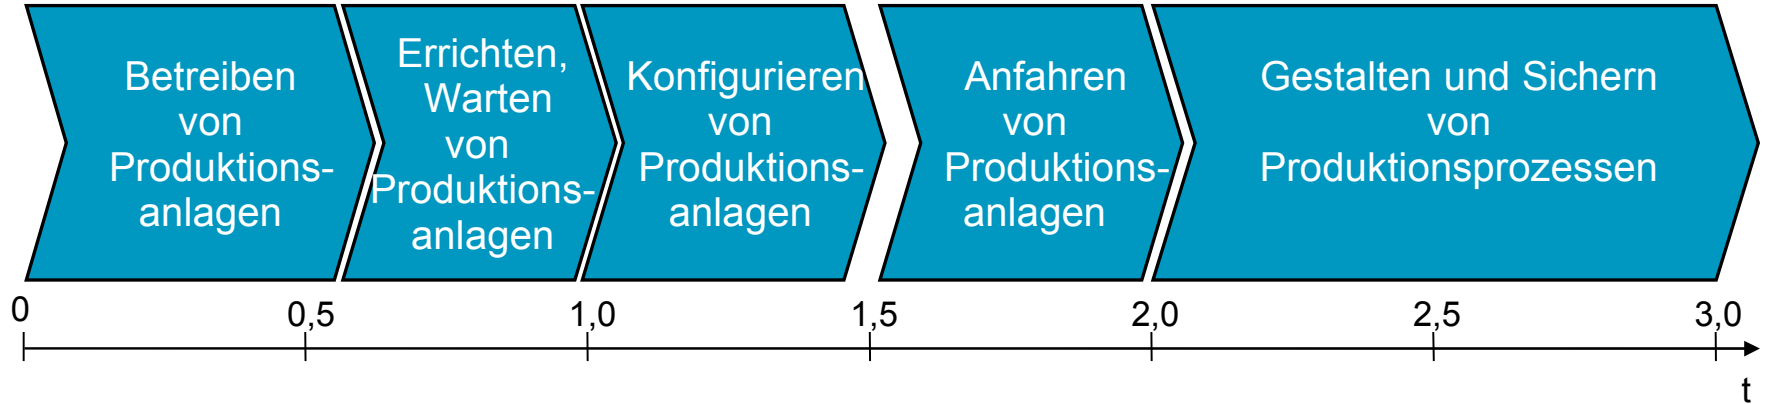 Betreiben
von
Produktions-
anlagen
Errichten,
Warten
von
Produktions-
anlagen
Konfigurieren
von
Produktions-
anlagen
Anfahren
von
Produktions-
anlagen
Gestalten und Sichern
von
Produktionsprozessen
0 0,5 1,0 1,5 2,0 2,5 3,0
t